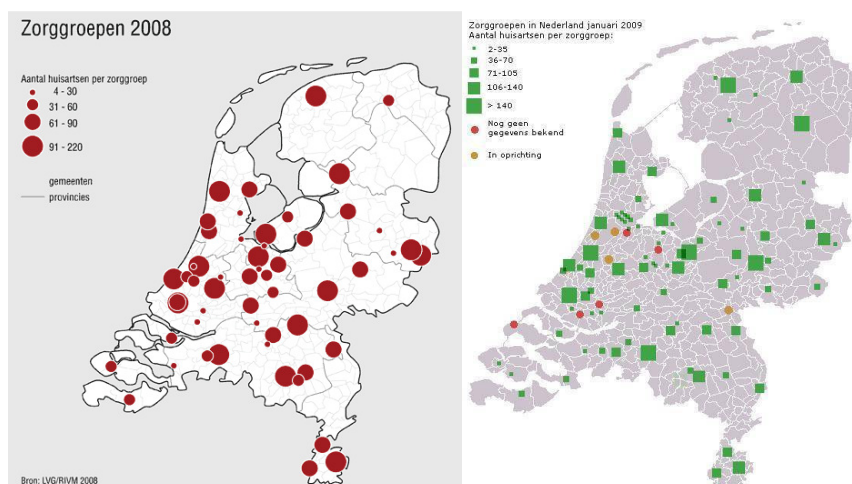 Zorggroepen 2008
Aantal huisartsen per zorggroep
4 - 30
31 - 60
61 - 90
91 - 220
gemeenten
provincies
Bron: LVG/RIVM 2008
Zorggroepen in Nederland januari 2009
Aantal huisartsen per zorggroep:
2-35
36-70
71-105
106-140
> 140
Nog geen
gegevens bekend
In oprichting